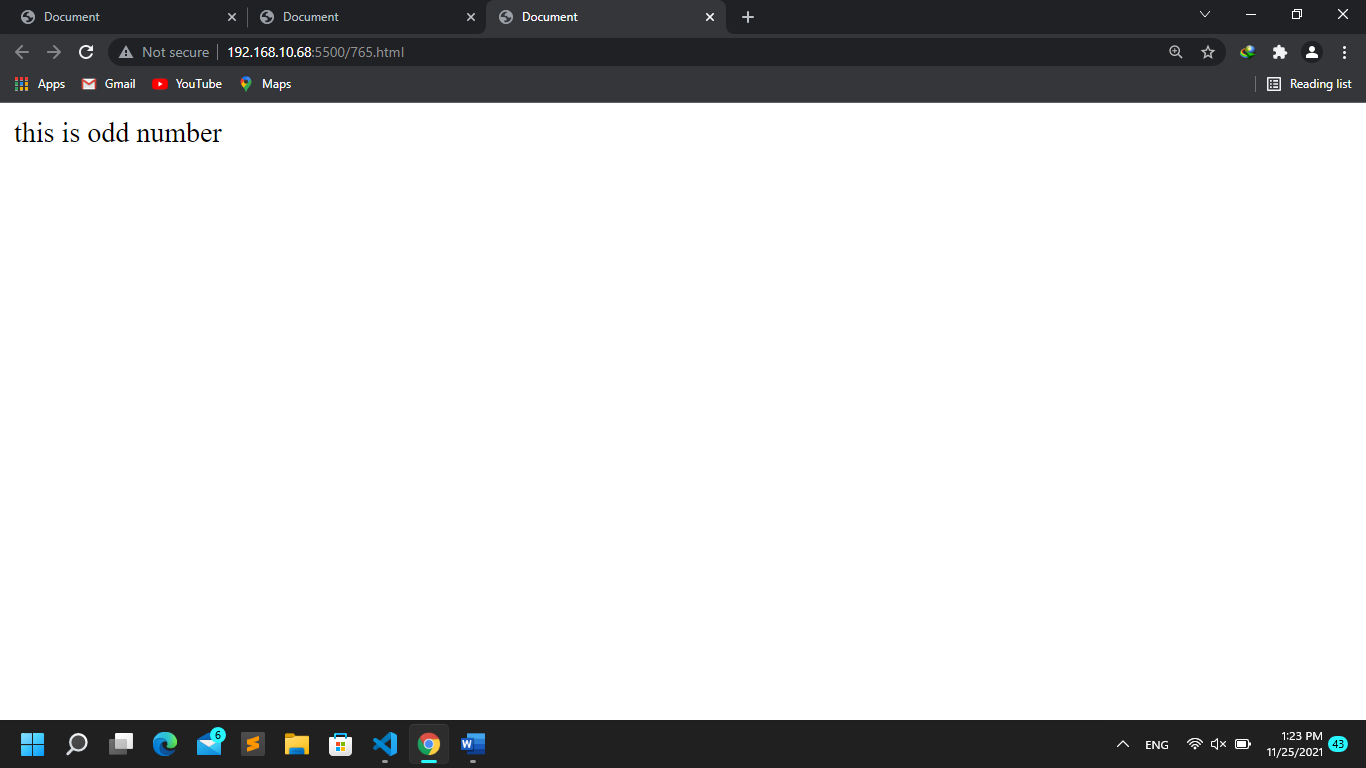 Document
Document
Document
Not secure
192.168.10.68:5500/765.html
Apps
Gmail
YouTube
Maps
Reading list
this is odd number
6
W
ENG
1:23 PM
11/25/2021
43